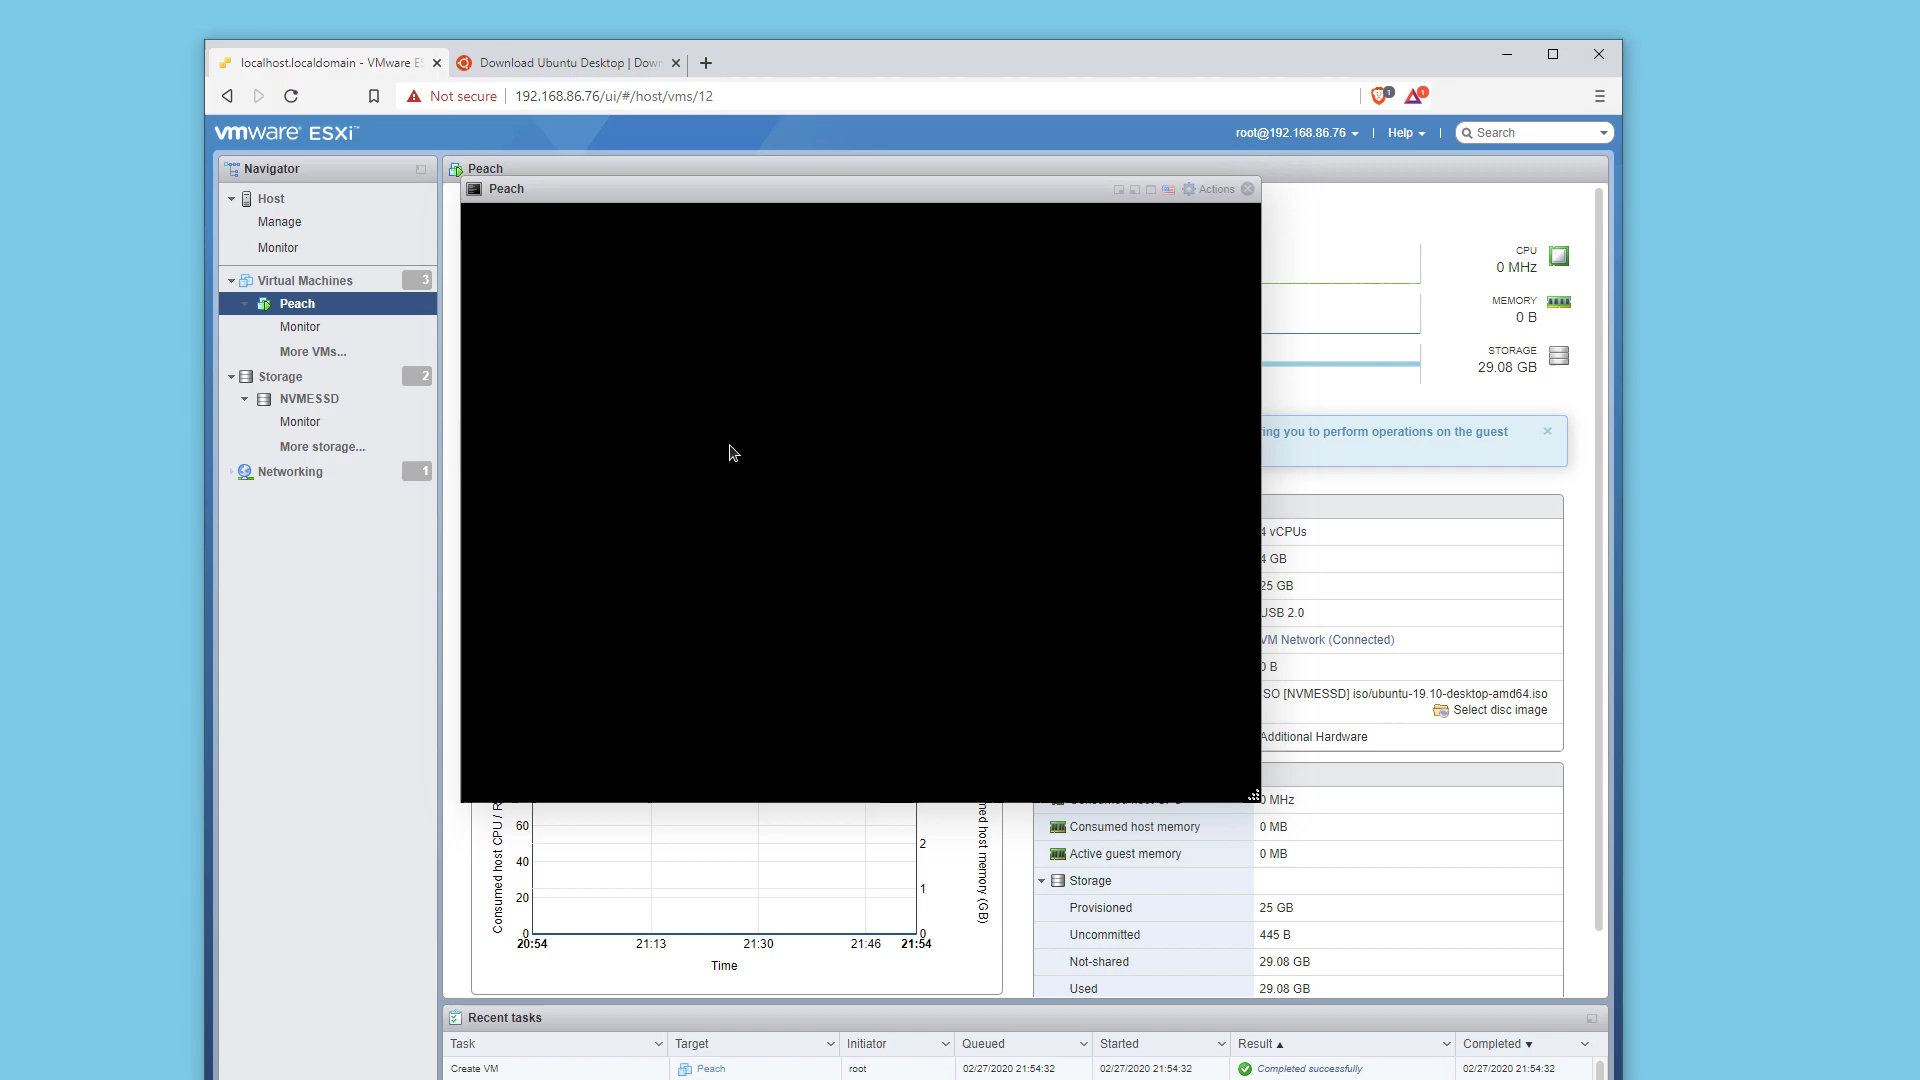 localhost.localdomain - VMware ES
Download Ubuntu Desktop | Down
Not secure
192.168.86.76/ui/#/host/vms/12
1
1
vmware ESXi™
root@192.168.86.76
Help
Search
Navigator
Host
Manage
Monitor
Virtual Machines
3
Peach
Monitor
More VMs...
Storage
2
NVMESSD
Monitor
More storage...
Networking
1
Peach
Peach
Actions
CPU
0 MHz
MEMORY
0 B
STORAGE
29.08 GB
ing you to perform operations on the guest
4 vCPUs
4 GB
25 GB
USB 2.0
VM Network (Connected)
0 B
ISO [NVMESSD] iso/ubuntu-19.10-desktop-amd64.iso
Select disc image
Additional Hardware
0 MHz
Consumed host memory
0 MB
Active guest memory
0 MB
Storage
Provisioned
25 GB
Uncommitted
445 B
Not-shared
29.08 GB
Used
29.08 GB
Consumed host CPU / R
60
40
20
0
2
1
0
med host memory (GB)
20:54
21:13
21:30
21:46
21:54
Time
Recent tasks
Task
Target
Initiator
Queued
Started
Result ▲
Completed ▼
Create VM
Peach
root
02/27/2020 21:54:32
02/27/2020 21:54:32
Completed successfully
02/27/2020 21:54:32